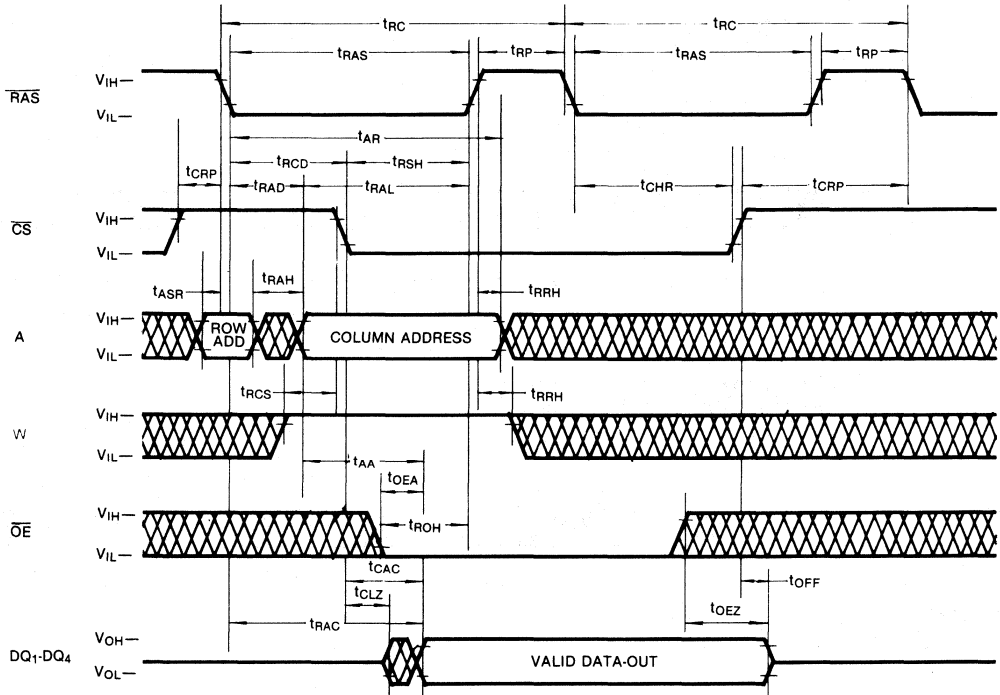 tRC tRC
tRAS tRP tRAS tRP
RAS VIH
VIL
tAR
tRCD tRSH
tCRP tRAD tRAL tCHR tCRP
CS VIH
VIL
tASR tRAH tRRH
A VIH ROW ADD COLUMN ADDRESS
VIL
tRCS tRRH
W VIH
VIL
tAA
tOEA
OE VIH
tROH
VIL
tCAC
tCLZ tOFF
tRAC tOEZ
DQ1-DQ4 VOH
VALID DATA-OUT
VOL